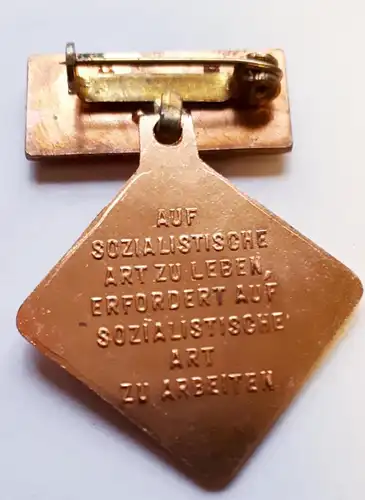 AUF
SOZIALISTISCHE
ART ZU LEBEN,
ERFORDERT AUF
SOZIALISTISCHE
ART
ZU ARBEITEN